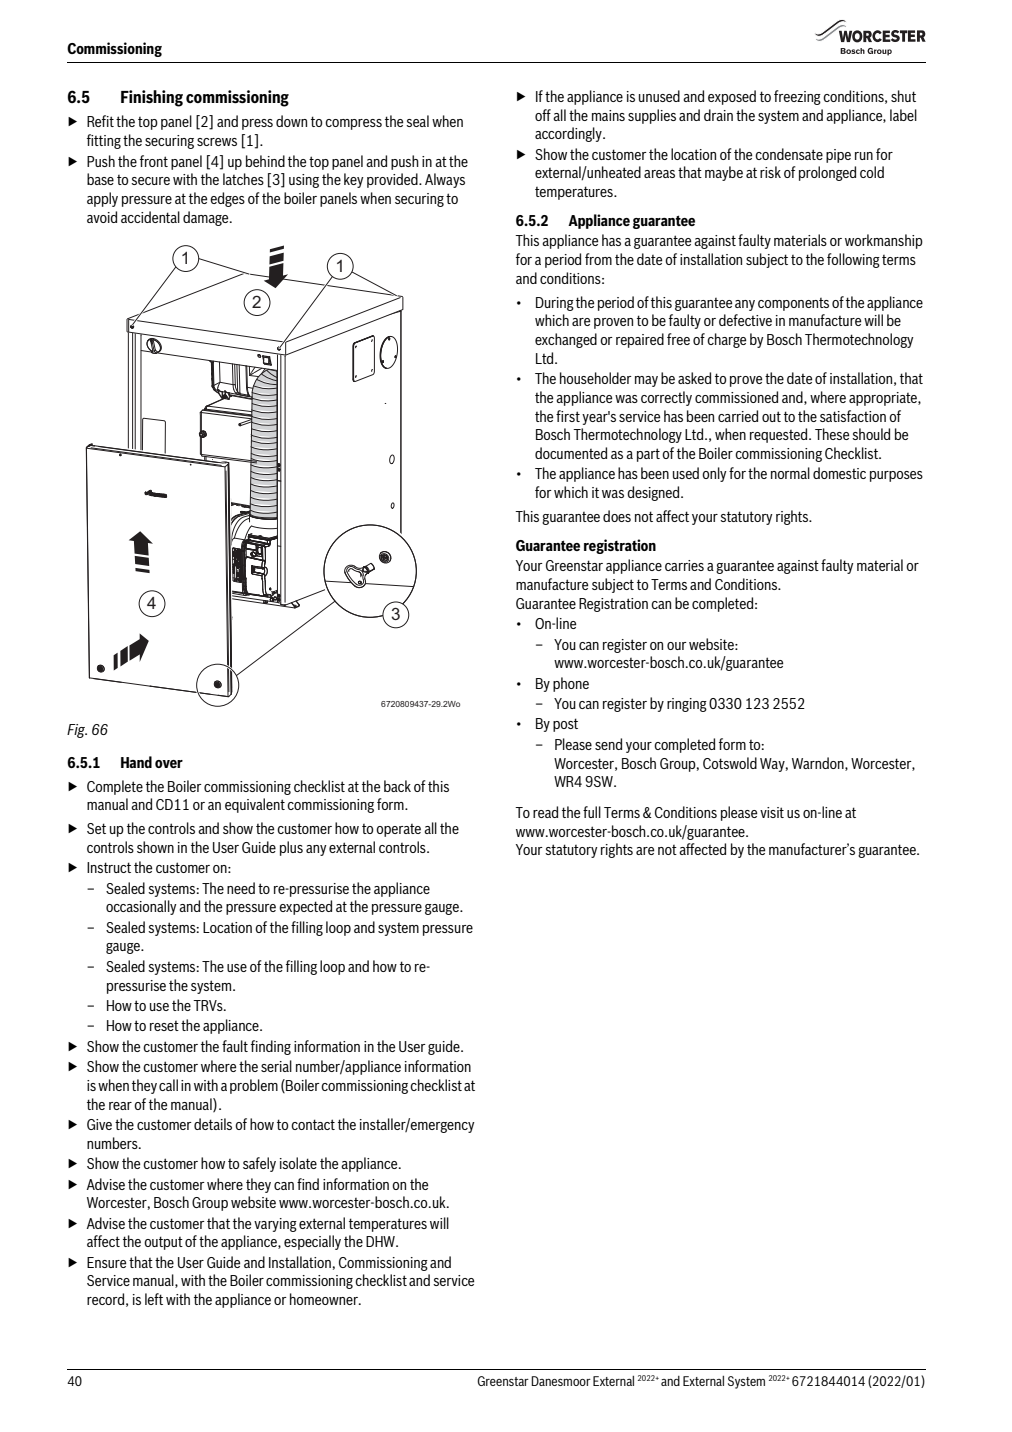 Commissioning
WORCESTER
Bosch Group
6.5 Finishing commissioning
▶ Refit the top panel [2] and press down to compress the seal when
fitting the securing screws [1].
▶ Push the front panel [4] up behind the top panel and push in at the
base to secure with the latches [3] using the key provided. Always
apply pressure at the edges of the boiler panels when securing to
avoid accidental damage.
1
1
2
4
3
6720809437-29.2Wo
Fig. 66
6.5.1 Hand over
▶ Complete the Boiler commissioning checklist at the back of this
manual and CD11 or an equivalent commissioning form.
▶ Set up the controls and show the customer how to operate all the
controls shown in the User Guide plus any external controls.
▶ Instruct the customer on:
– Sealed systems: The need to re-pressurise the appliance
occasionally and the pressure expected at the pressure gauge.
– Sealed systems: Location of the filling loop and system pressure
gauge.
– Sealed systems: The use of the filling loop and how to re-
pressurise the system.
– How to use the TRVs.
– How to reset the appliance.
▶ Show the customer the fault finding information in the User guide.
▶ Show the customer where the serial number/appliance information
is when they call in with a problem (Boiler commissioning checklist at
the rear of the manual).
▶ Give the customer details of how to contact the installer/emergency
numbers.
▶ Show the customer how to safely isolate the appliance.
▶ Advise the customer where they can find information on the
Worcester, Bosch Group website www.worcester-bosch.co.uk.
▶ Advise the customer that the varying external temperatures will
affect the output of the appliance, especially the DHW.
▶ Ensure that the User Guide and Installation, Commissioning and
Service manual, with the Boiler commissioning checklist and service
record, is left with the appliance or homeowner.
▶ If the appliance is unused and exposed to freezing conditions, shut
off all the mains supplies and drain the system and appliance, label
accordingly.
▶ Show the customer the location of the condensate pipe run for
external/unheated areas that maybe at risk of prolonged cold
temperatures.
6.5.2 Appliance guarantee
This appliance has a guarantee against faulty materials or workmanship
for a period from the date of installation subject to the following terms
and conditions:
• During the period of this guarantee any components of the appliance
which are proven to be faulty or defective in manufacture will be
exchanged or repaired free of charge by Bosch Thermotechnology
Ltd.
• The householder may be asked to prove the date of installation, that
the appliance was correctly commissioned and, where appropriate,
the first year's service has been carried out to the satisfaction of
Bosch Thermotechnology Ltd., when requested. These should be
documented as a part of the Boiler commissioning Checklist.
• The appliance has been used only for the normal domestic purposes
for which it was designed.
This guarantee does not affect your statutory rights.
Guarantee registration
Your Greenstar appliance carries a guarantee against faulty material or
manufacture subject to Terms and Conditions.
Guarantee Registration can be completed:
• On-line
– You can register on our website:
www.worcester-bosch.co.uk/guarantee
• By phone
– You can register by ringing 0330 123 2552
• By post
– Please send your completed form to:
Worcester, Bosch Group, Cotswold Way, Warndon, Worcester,
WR4 9SW.
To read the full Terms & Conditions please visit us on-line at
www.worcester-bosch.co.uk/guarantee.
Your statutory rights are not affected by the manufacturer's guarantee.
40
Greenstar Danesmoor External 2022+ and External System 2022+ 6721844014 (2022/01)